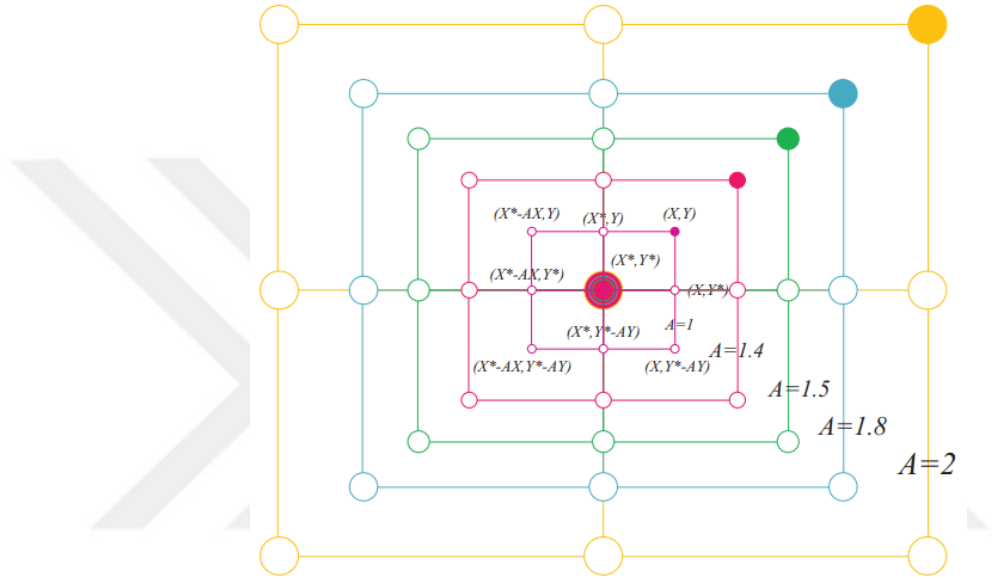 (X*-AX,Y)
(X*,Y)
(X,Y)
(X*,Y*)
(X*-AX,Y*)
(X,Y*)
(X*,Y*-AY)
A=1
A=1.4
(X*-AX,Y*-AY)
(X,Y*-AY)
A=1.5
A=1.8
A=2